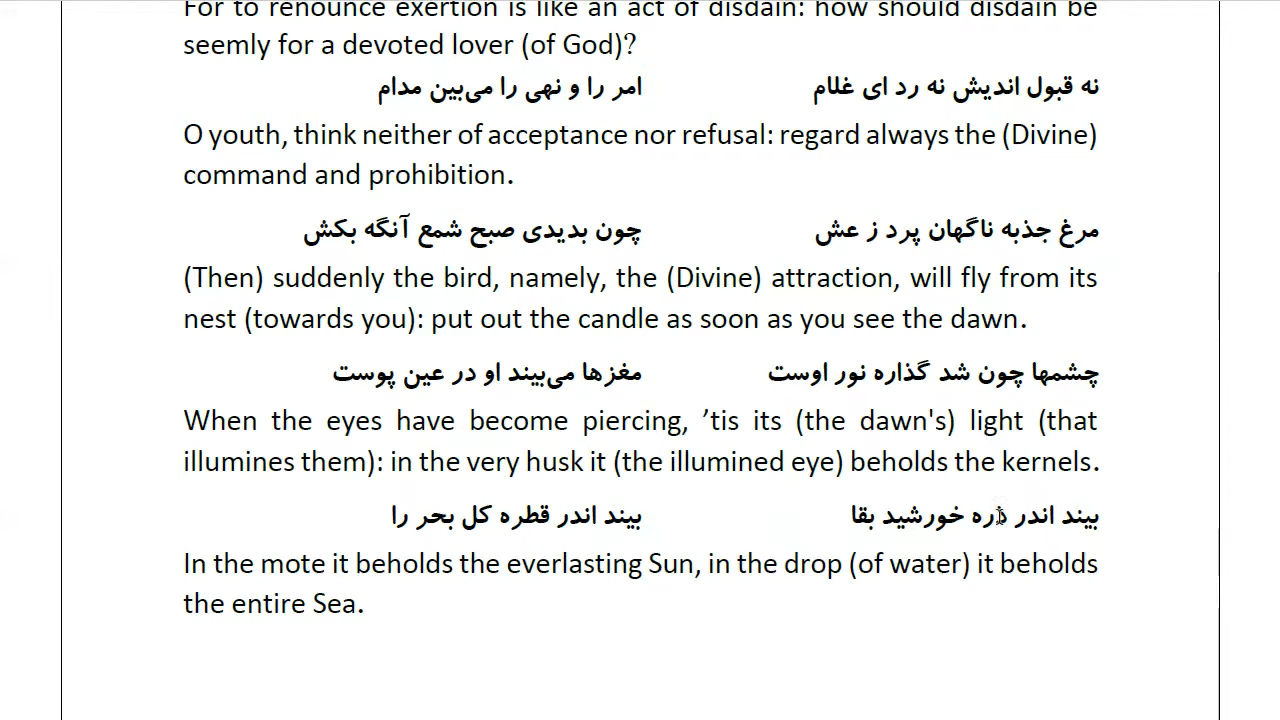 For to renounce exertion is like an act of disdain: how should disdain be
seemly for a devoted lover (of God)?
نه قبول اندیش نه رد ای غلام امر را و نهی را می‌بین مدام
O youth, think neither of acceptance nor refusal: regard always the (Divine)
command and prohibition.
مرغ جذبه ناگهان پرد ز عش چون بدیدی صبح شمع آنگه بکش
(Then) suddenly the bird, namely, the (Divine) attraction, will fly from its
nest (towards you): put out the candle as soon as you see the dawn.
چشمها چون شد گذاره نور اوست مغزها می‌بیند او در عین پوست
When the eyes have become piercing, ’tis its (the dawn's) light (that
illumines them): in the very husk it (the illumined eye) beholds the kernels.
بیند اندر ذره خورشید بقا بیند اندر قطره کل بحر را
In the mote it beholds the everlasting Sun, in the drop (of water) it beholds
the entire Sea.